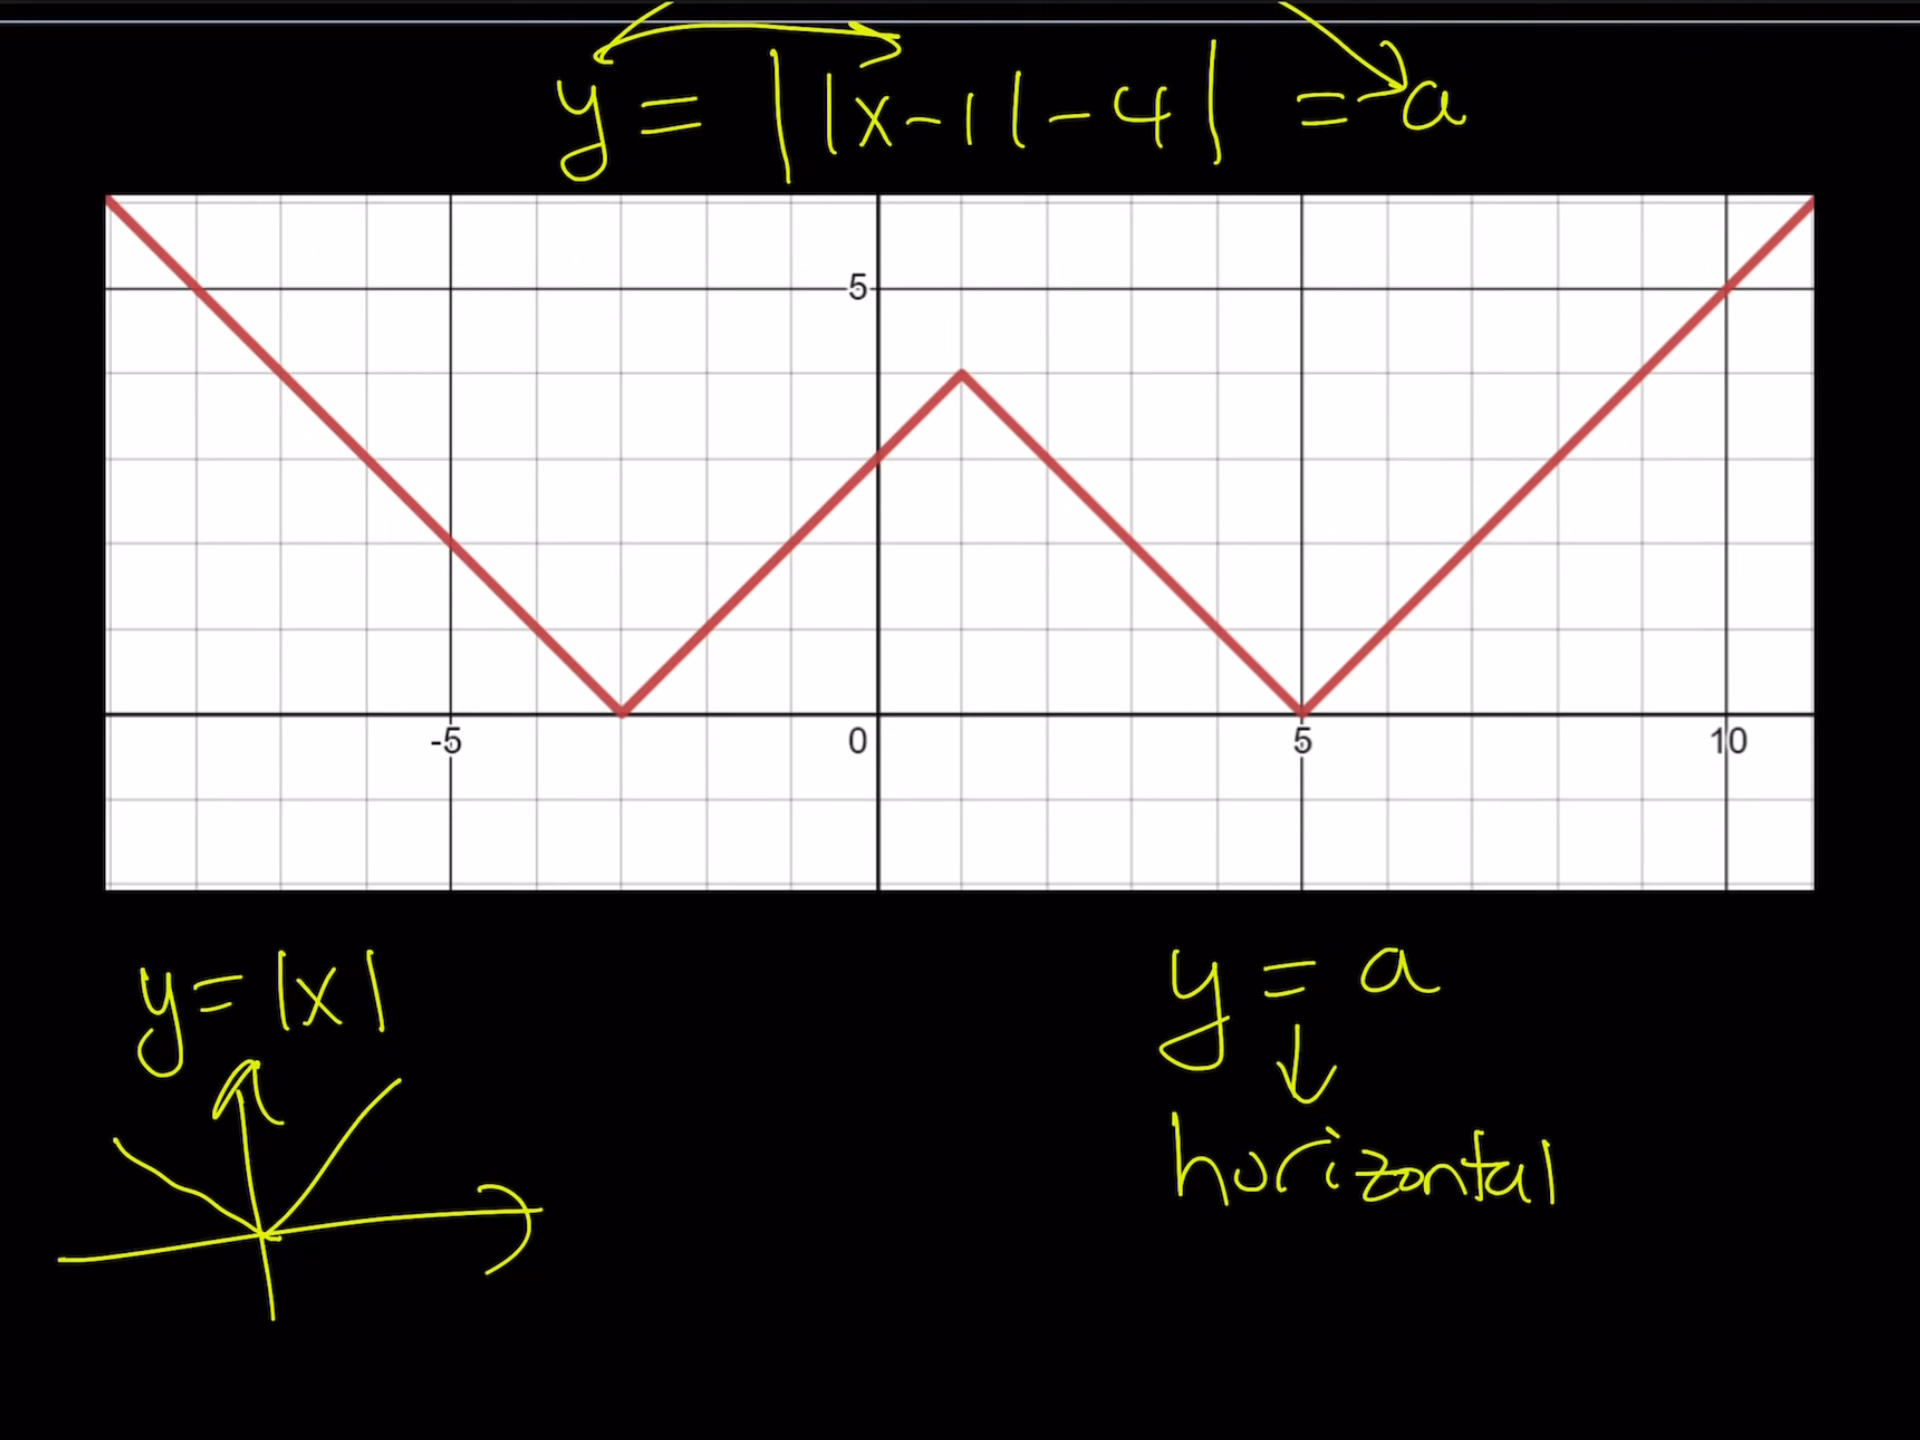 y = ||x-1|-4| = a
5
-5 0 5 10
y = |x|
y = a
horizontal